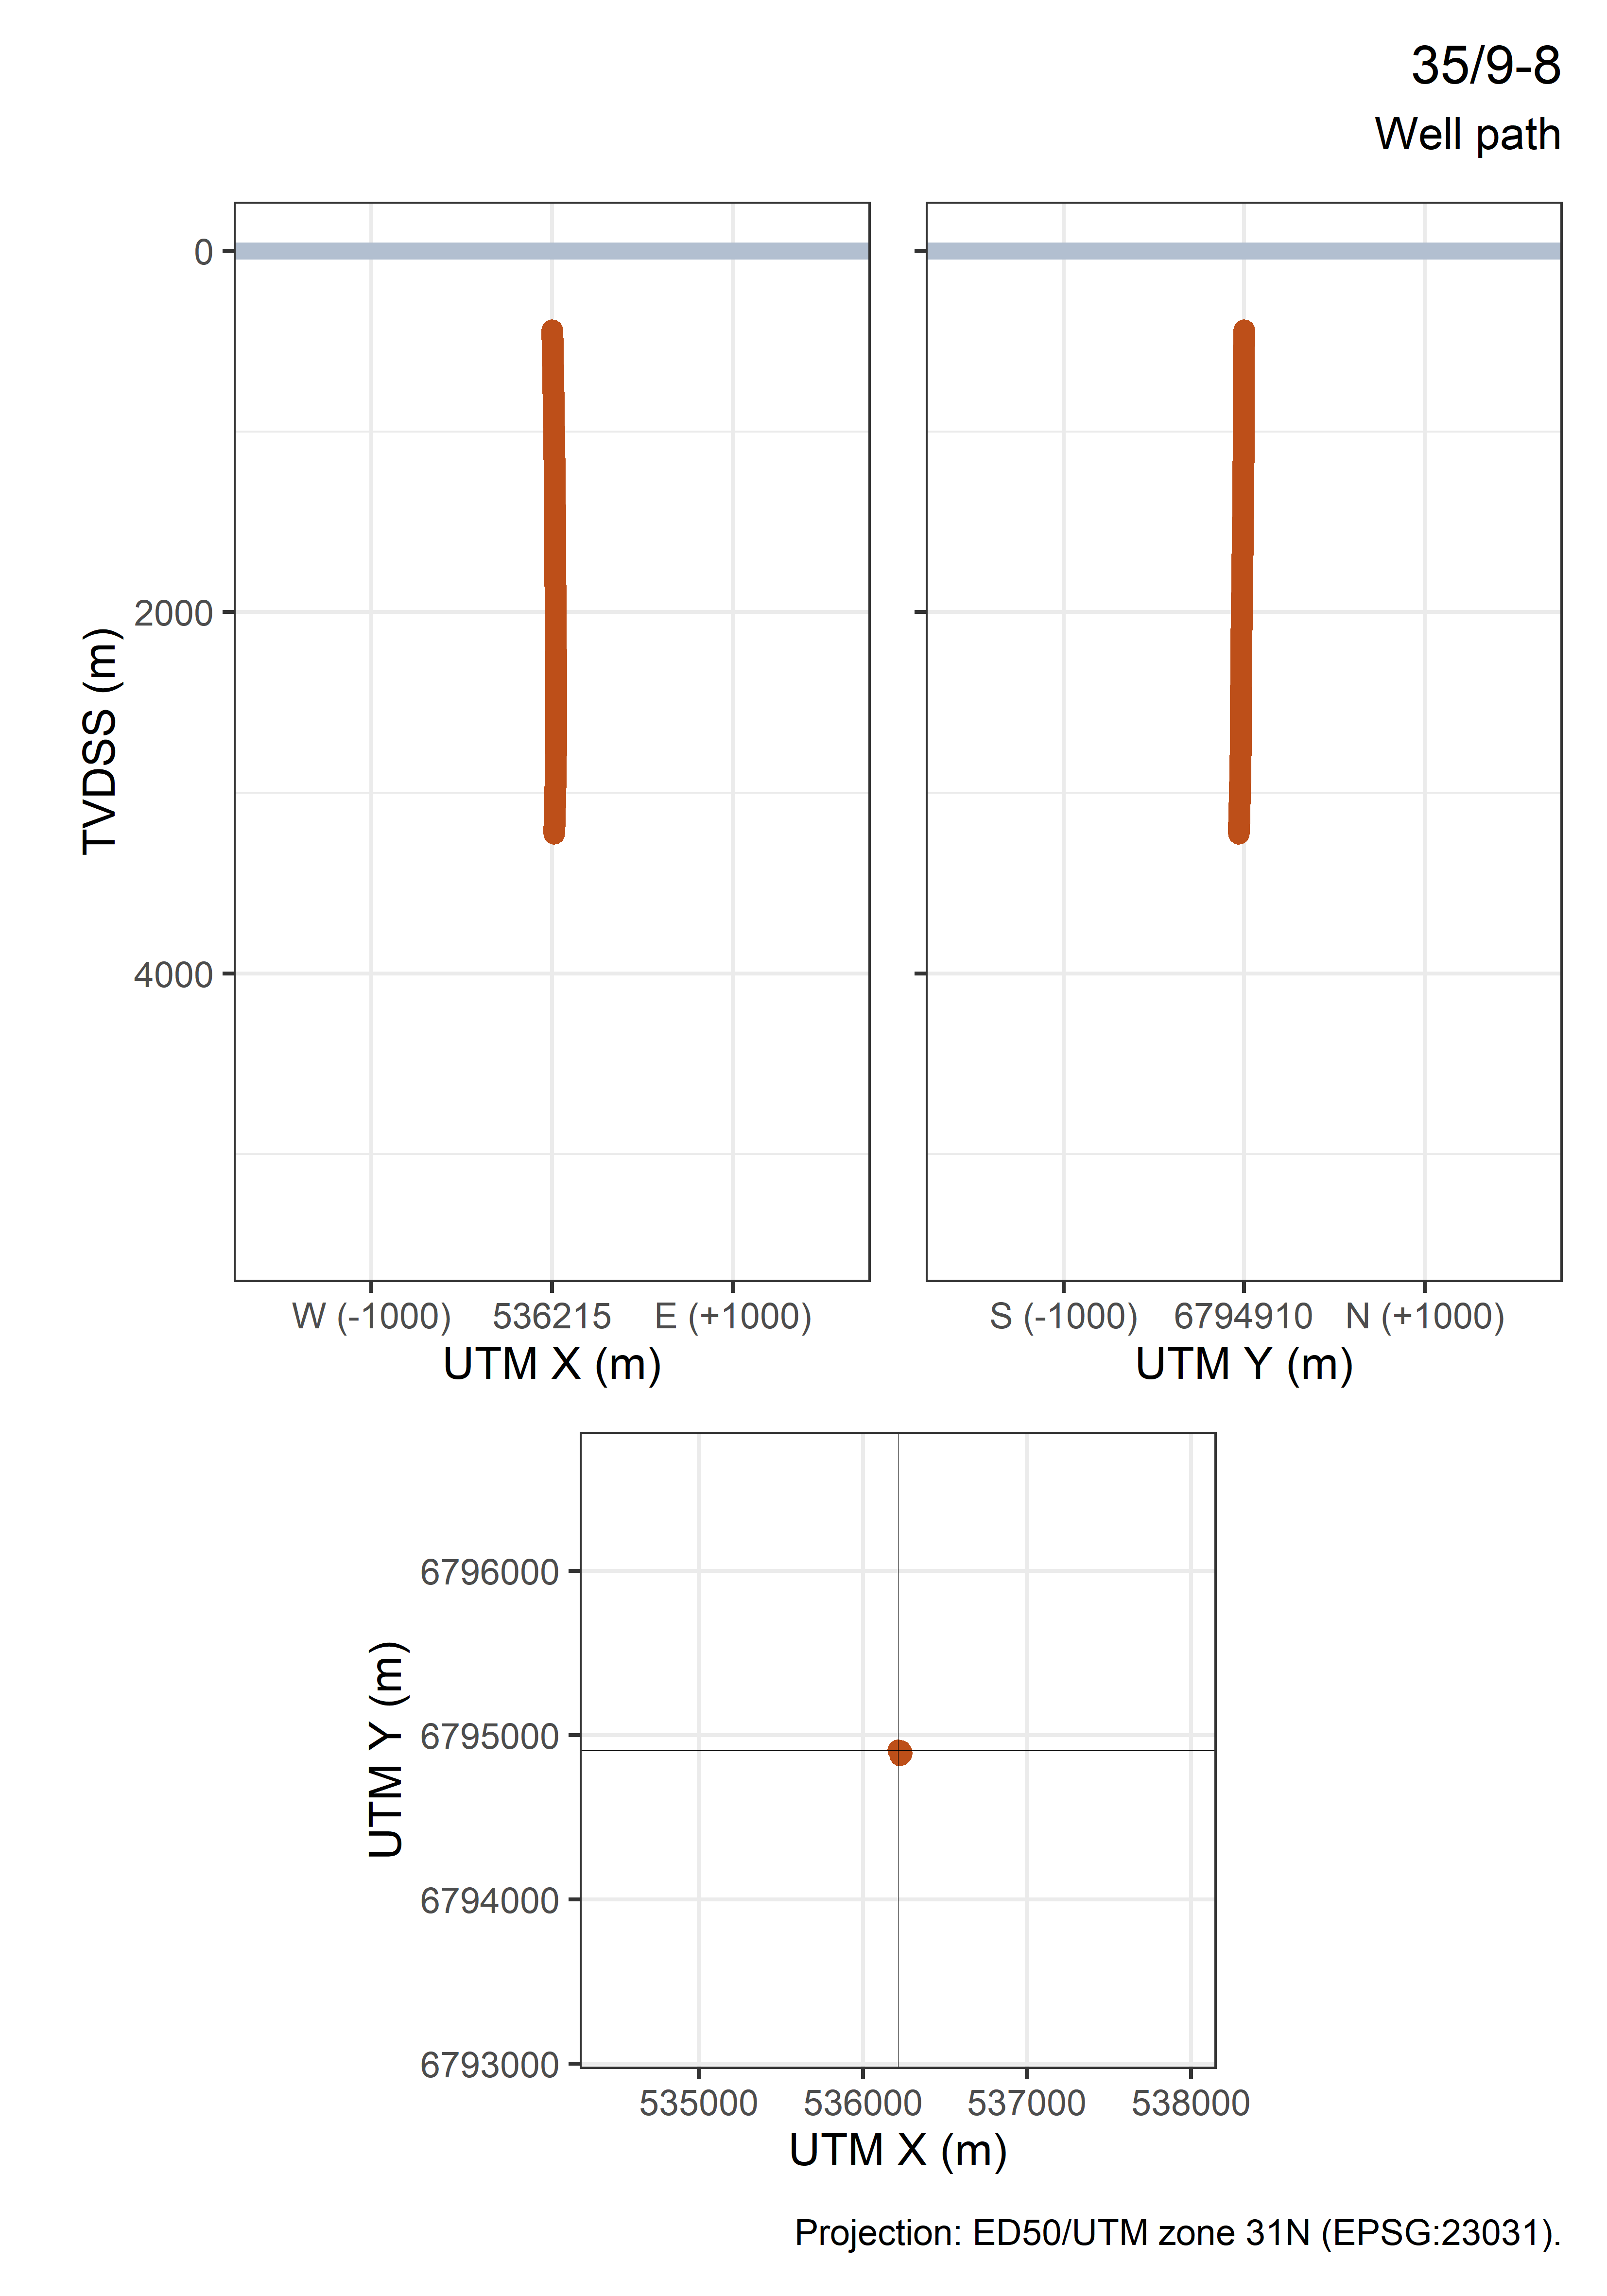 35/9-8
Well path
TVDSS (m)
0
2000
4000
W (-1000) 536215 E (+1000)
UTM X (m)
S (-1000) 6794910 N (+1000)
UTM Y (m)
UTM Y (m)
6796000
6795000
6794000
6793000
535000 536000 537000 538000
UTM X (m)
Projection: ED50/UTM zone 31N (EPSG:23031).